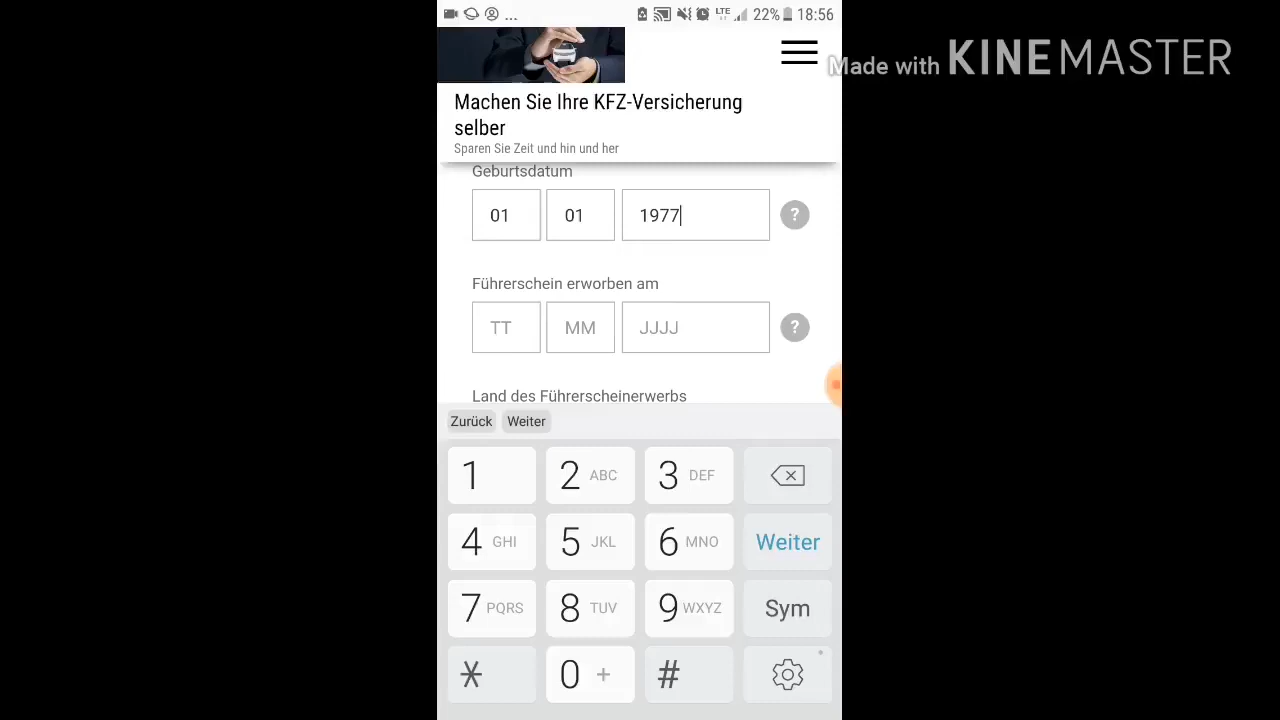 ...
LTE
22%
18:56
Made with KINEMASTER
Machen Sie Ihre KFZ-Versicherung
selber
Sparen Sie Zeit und hin und her
Geburtsdatum
01 01 1977 ?
Führerschein erworben am
TT MM JJJJ ?
Land des Führerscheinerwerbs
Zurück Weiter
1 2 ABC 3 DEF
4 GHI 5 JKL 6 MNO Weiter
7 PQRS 8 TUV 9 WXYZ Sym
* 0 + #